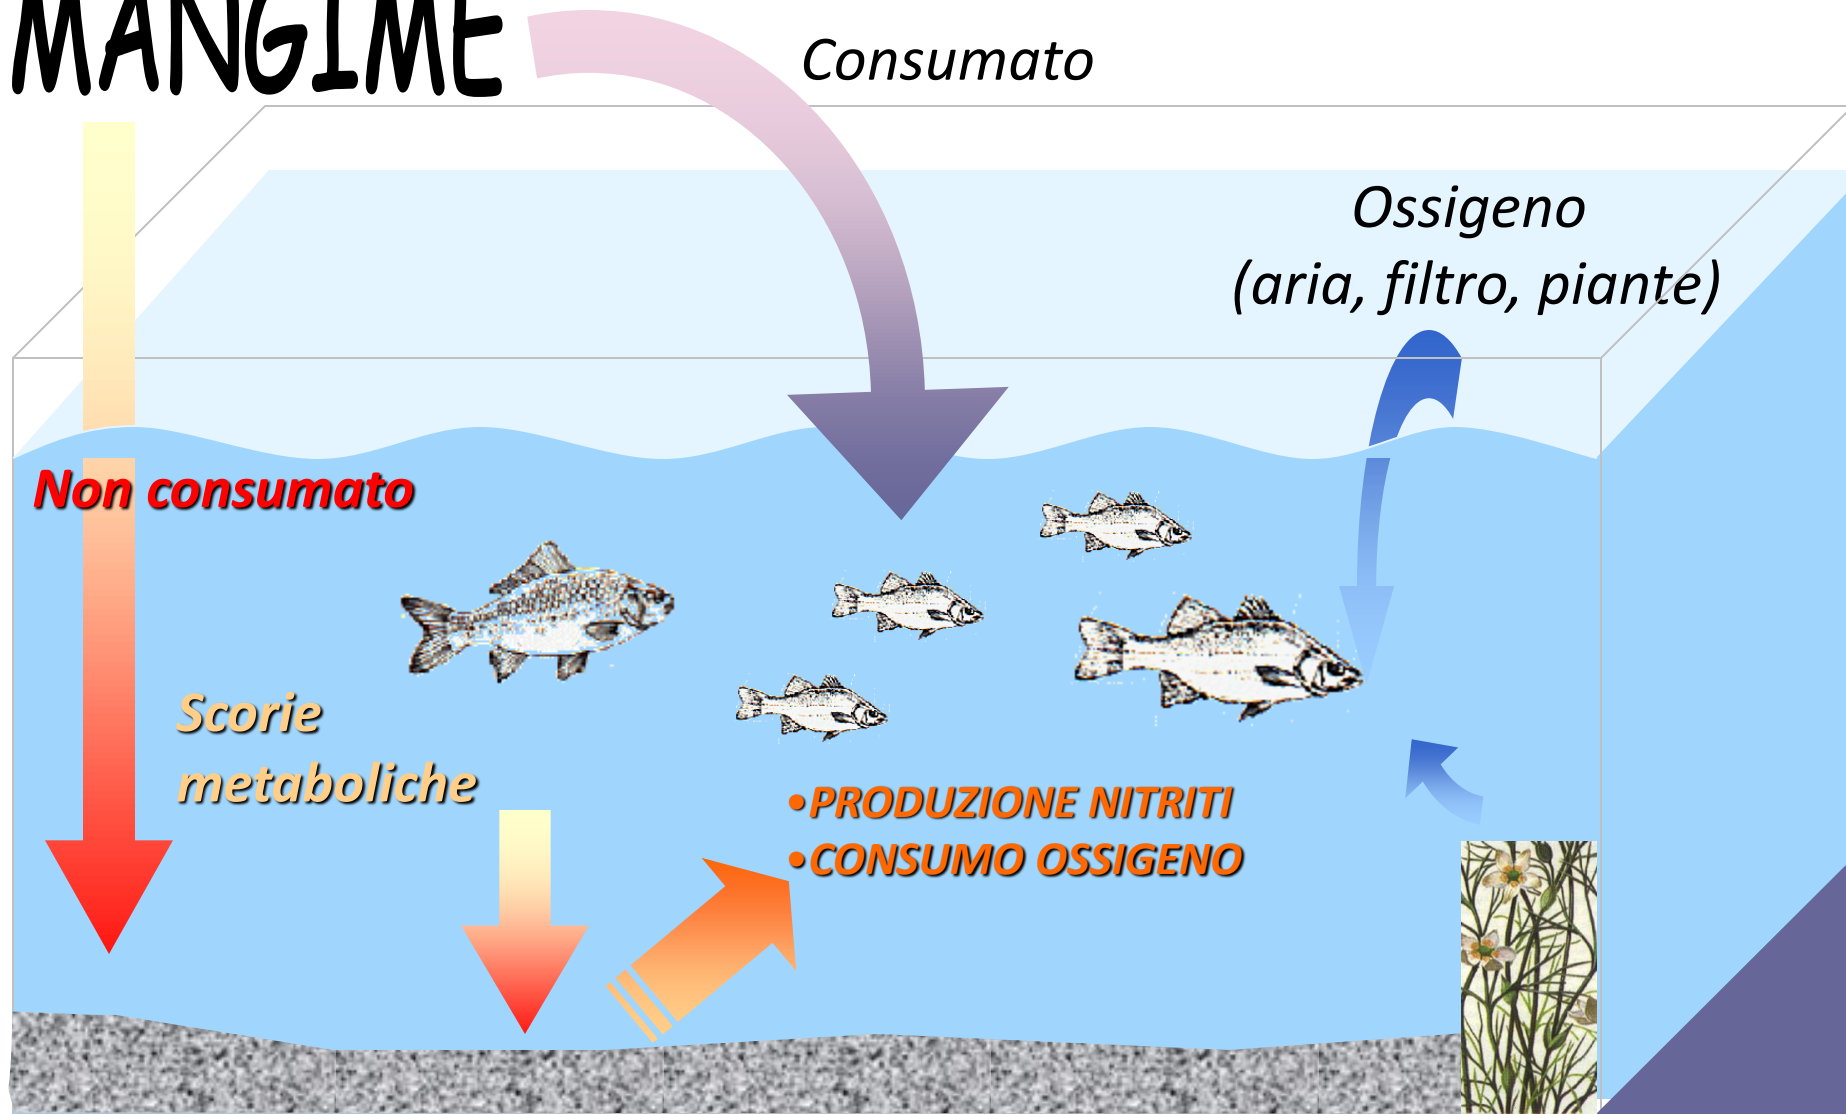 MANGIME
Consumato
Ossigeno
(aria, filtro, piante)
Non consumato
Scorie
metaboliche
•PRODUZIONE NITRITI
•CONSUMO OSSIGENO